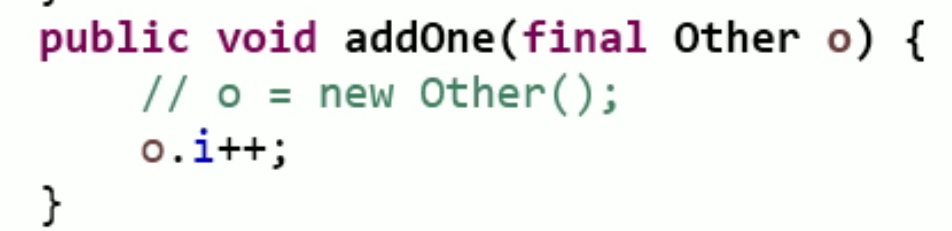 public void addOne(final Other o) {
// o = new Other();
o.i++;
}